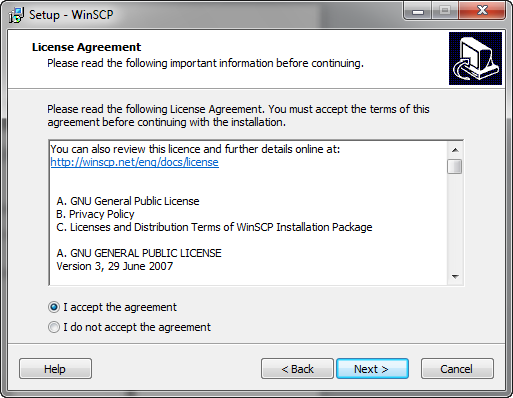 Setup - WinSCP
License Agreement
Please read the following important information before continuing.
Please read the following License Agreement. You must accept the terms of this
agreement before continuing with the installation.
You can also review this licence and further details online at:
http://winscp.net/eng/docs/license
A. GNU General Public License
B. Privacy Policy
C. Licenses and Distribution Terms of WinSCP Installation Package
A. GNU GENERAL PUBLIC LICENSE
Version 3, 29 June 2007
I accept the agreement
I do not accept the agreement
Help
< Back
Next >
Cancel